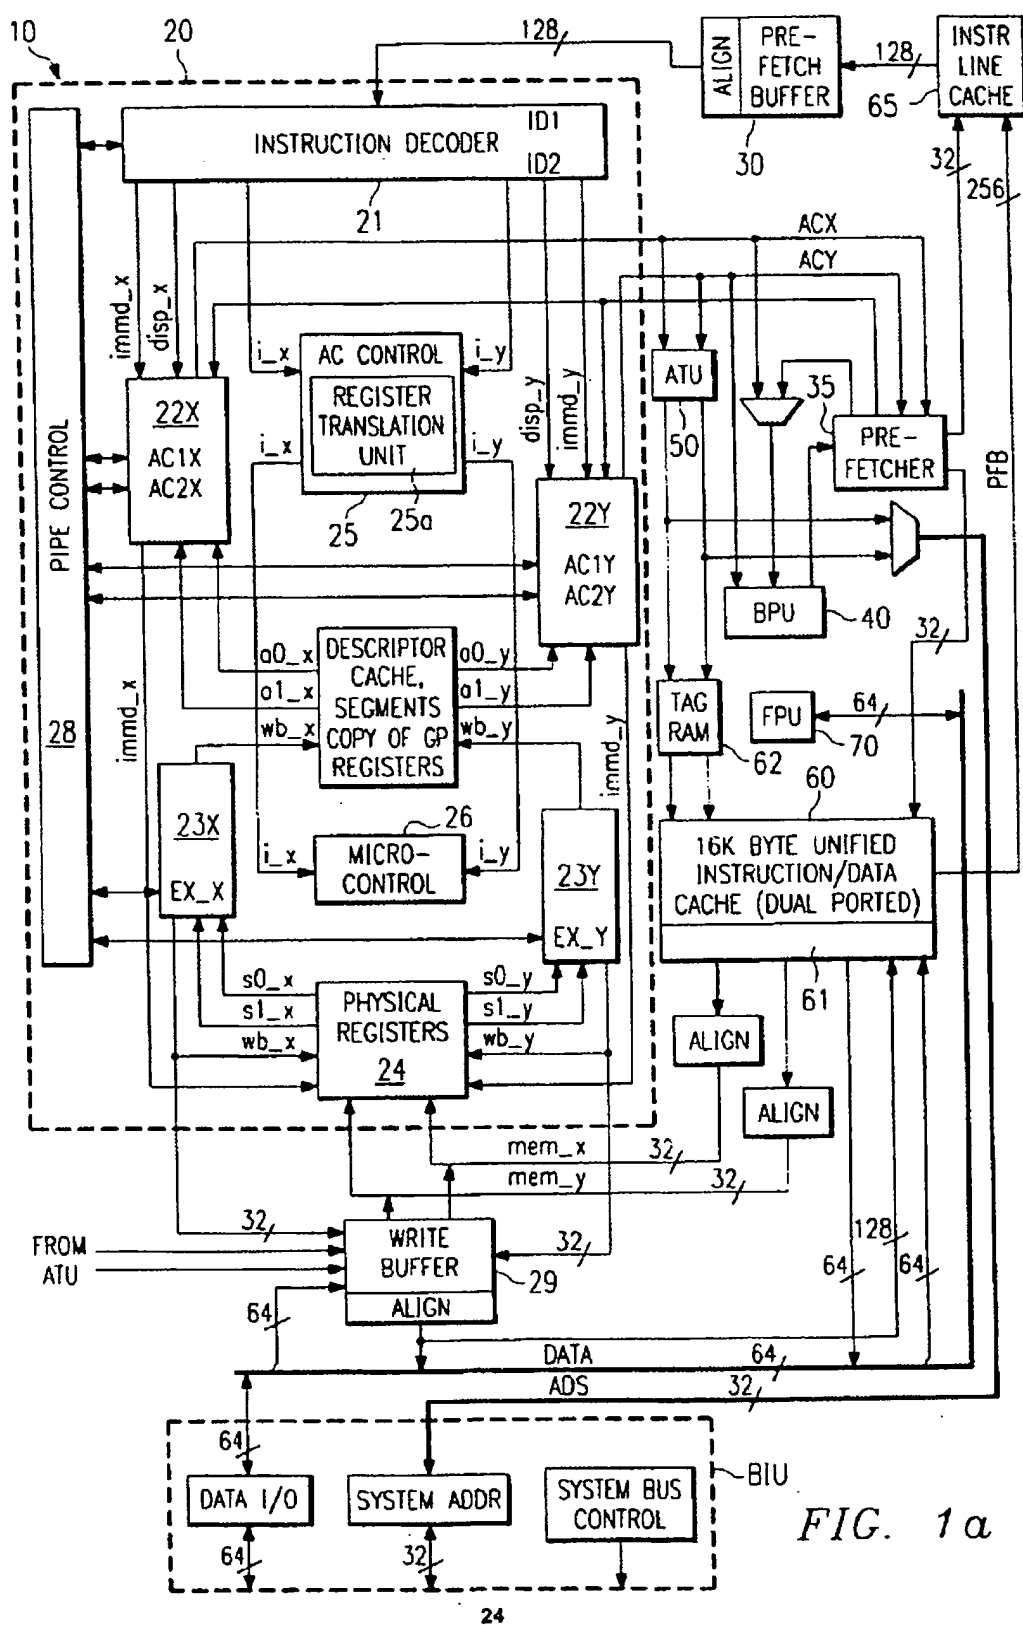 10
20
128
ALIGN
PRE-
FETCH
BUFFER
30
128
INSTR
LINE
CACHE
65
INSTRUCTION DECODER
ID1
ID2
21
32
256
ACX
ACY
immd_x
disp_x
i_x
AC CONTROL
i_y
REGISTER
TRANSLATION
UNIT
i_x
i_y
25
25a
disp_y
immd_y
ATU
50
35
PRE-
FETCHER
PFB
PIPE CONTROL
28
22X
AC1X
AC2X
22Y
AC1Y
AC2Y
BPU
40
32
immd_x
a0_x
a1_x
wb_x
DESCRIPTOR
CACHE,
SEGMENTS
COPY OF GP
REGISTERS
a0_y
a1_y
wb_y
immd_y
TAG
RAM
62
FPU
70
64
60
23X
EX_X
26
i_x
MICRO-
CONTROL
i_y
23Y
EX_Y
16K BYTE UNIFIED
INSTRUCTION/DATA
CACHE (DUAL PORTED)
61
s0_x
s1_x
wb_x
PHYSICAL
REGISTERS
24
s0_y
s1_y
wb_y
ALIGN
ALIGN
mem_x
32
mem_y
32
32
FROM
ATU
WRITE
BUFFER
ALIGN
29
32
64
128
64
64
DATA
64
ADS
32
64
DATA I/O
SYSTEM ADDR
SYSTEM BUS
CONTROL
BIU
64
32
FIG. 1a
24